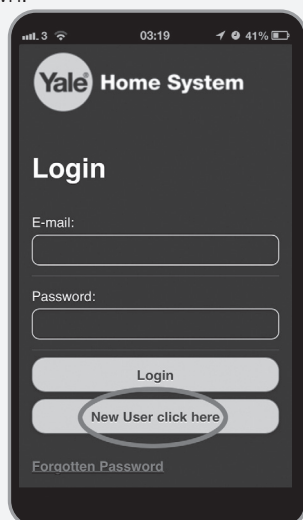 3 03:19 41%
Yale Home System
Login
E-mail:
Password:
Login
New User click here
Forgotten Password